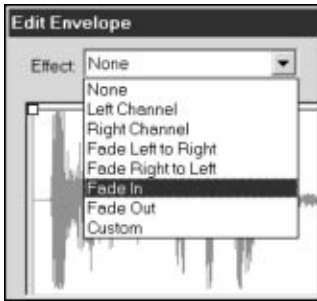 Edit Envelope
Effect: None
None
Left Channel
Right Channel
Fade Left to Right
Fade Right to Left
Fade In
Fade Out
Custom